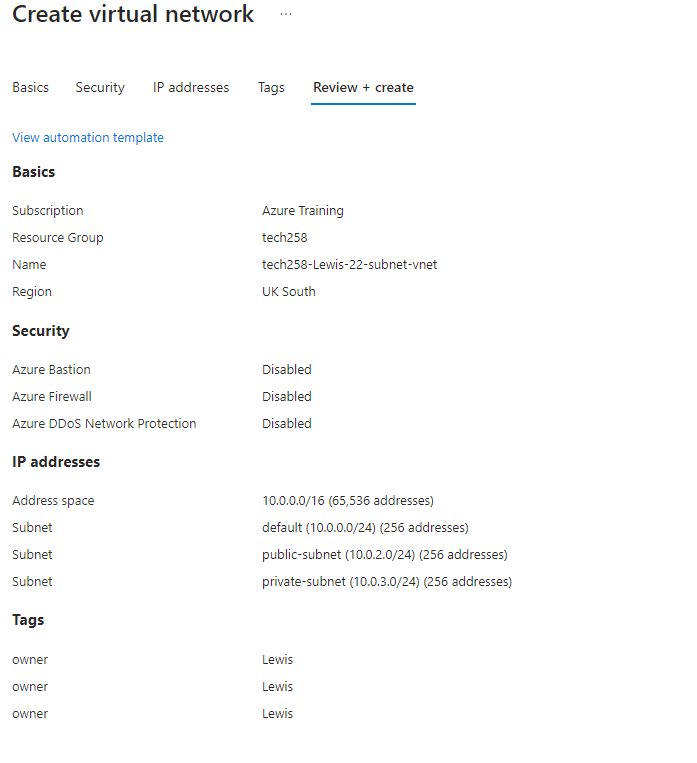 Create virtual network ...
Basics Security IP addresses Tags Review + create
View automation template
Basics
Subscription Azure Training
Resource Group tech258
Name tech258-Lewis-22-subnet-vnet
Region UK South
Security
Azure Bastion Disabled
Azure Firewall Disabled
Azure DDoS Network Protection Disabled
IP addresses
Address space 10.0.0.0/16 (65,536 addresses)
Subnet default (10.0.0.0/24) (256 addresses)
Subnet public-subnet (10.0.2.0/24) (256 addresses)
Subnet private-subnet (10.0.3.0/24) (256 addresses)
Tags
owner Lewis
owner Lewis
owner Lewis